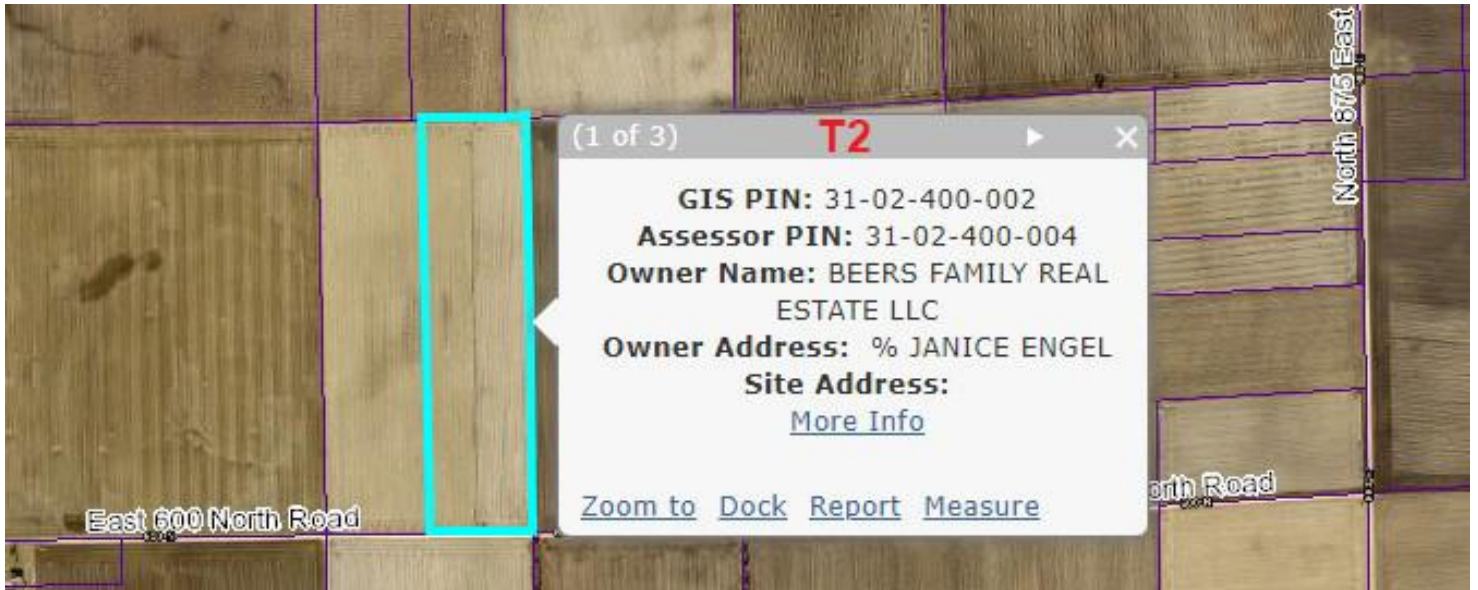 North 875 East
(1 of 3) T2
GIS PIN: 31-02-400-002
Assessor PIN: 31-02-400-004
Owner Name: BEERS FAMILY REAL
ESTATE LLC
Owner Address: % JANICE ENGEL
Site Address:
More Info
Zoom to Dock Report Measure
East 600 North Road
Road